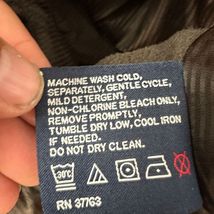 MACHINE WASH COLD,
SEPARATELY, GENTLE CYCLE,
MILD DETERGENT,
NON-CHLORINE BLEACH ONLY,
REMOVE PROMPTLY,
TUMBLE DRY LOW, COOL IRON
IF NEEDED.
DO NOT DRY CLEAN.
30°C
RN 37763